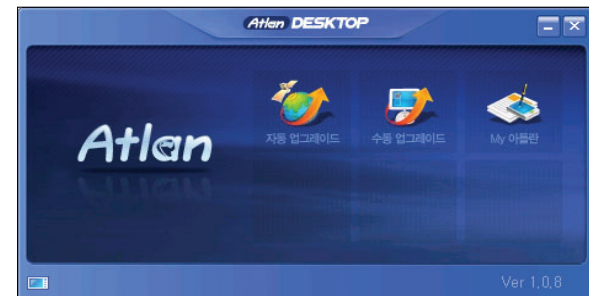 Atlan DESKTOP
Atlan
자동 업그레이드
수동 업그레이드
My 아틀란
Ver 1.0.8